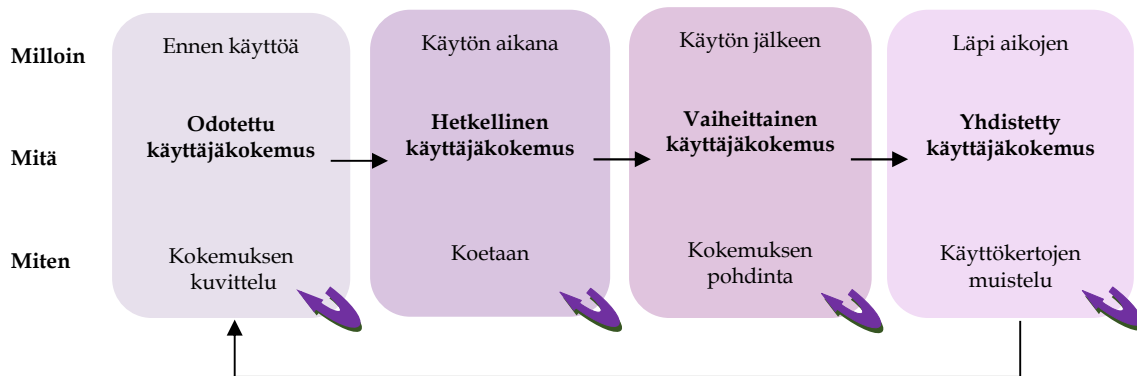 Milloin
Ennen käyttöä
Käytön aikana
Käytön jälkeen
Läpi aikojen
Mitä
Odotettu
käyttäjäkokemus
Hetkellinen
käyttäjäkokemus
Vaiheittainen
käyttäjäkokemus
Yhdistetty
käyttäjäkokemus
Miten
Kokemuksen
kuvittelu
Koetaan
Kokemuksen
pohdinta
Käyttökertojen
muistelu